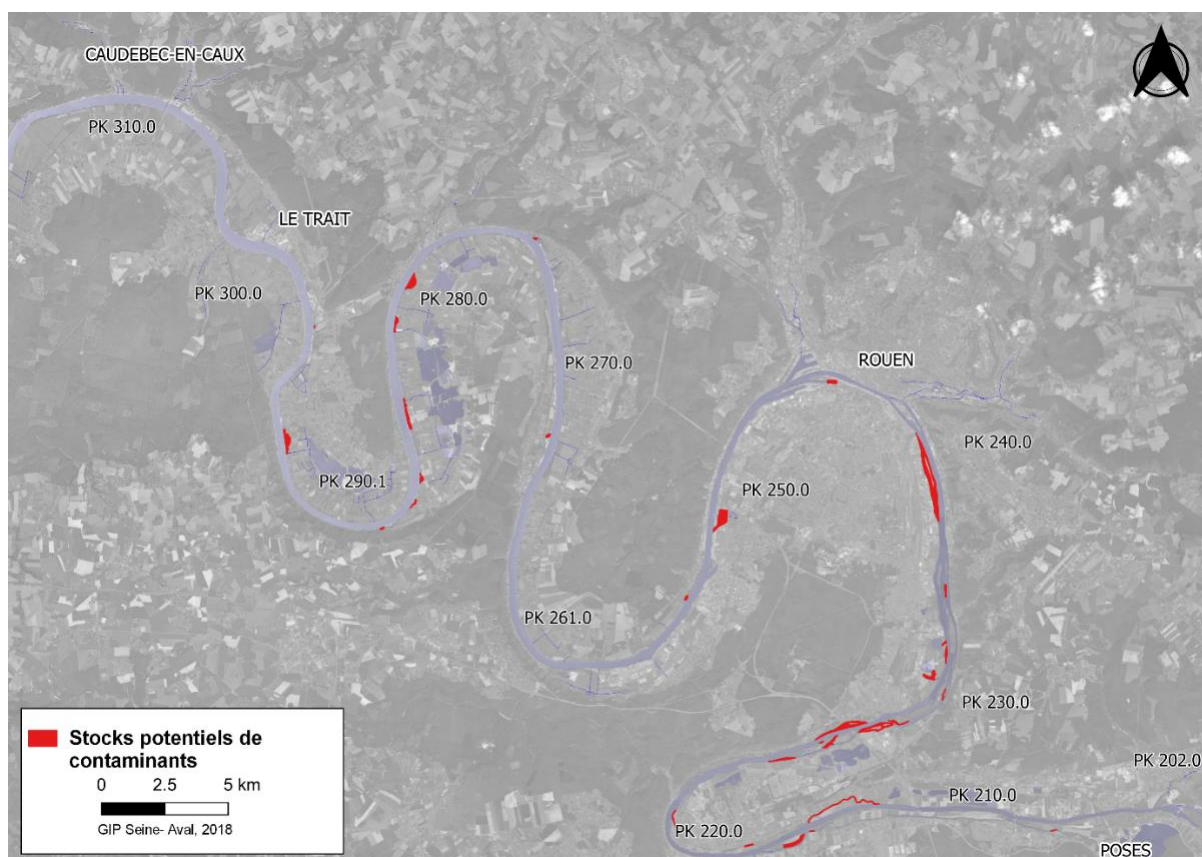 CAUDEBEC-EN-CAUX
PK 310.0
LE TRAIT
PK 300.0
PK 280.0
PK 270.0
ROUEN
PK 240.0
PK 290.1
PK 250.0
PK 261.0
PK 230.0
PK 202.0
PK 210.0
PK 220.0
POSES
Stocks potentiels de
contaminants
0 2.5 5 km
GIP Seine- Aval, 2018